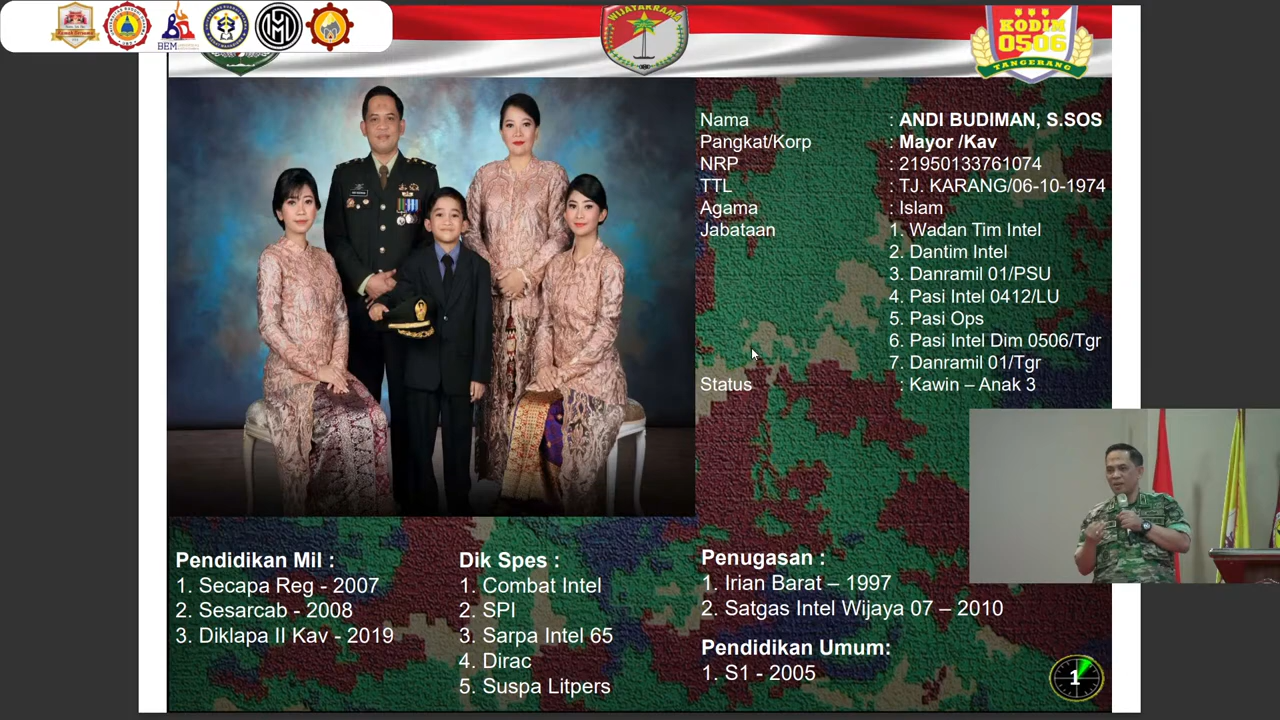 BEM
WIJAYAKRAMA
KODIM
0506
TANGERANG
Nama : ANDI BUDIMAN, S.SOS
Pangkat/Korp : Mayor /Kav
NRP : 21950133761074
TTL : TJ. KARANG/06-10-1974
Agama : Islam
Jabataan 1. Wadan Tim Intel
2. Dantim Intel
3. Danramil 01/PSU
4. Pasi Intel 0412/LU
5. Pasi Ops
6. Pasi Intel Dim 0506/Tgr
7. Danramil 01/Tgr
Status : Kawin – Anak 3
Pendidikan Mil :
1. Secapa Reg - 2007
2. Sesarcab - 2008
3. Diklapa II Kav - 2019
Dik Spes :
1. Combat Intel
2. SPI
3. Sarpa Intel 65
4. Dirac
5. Suspa Litpers
Penugasan :
1. Irian Barat – 1997
2. Satgas Intel Wijaya 07 – 2010
Pendidikan Umum:
1. S1 - 2005
1